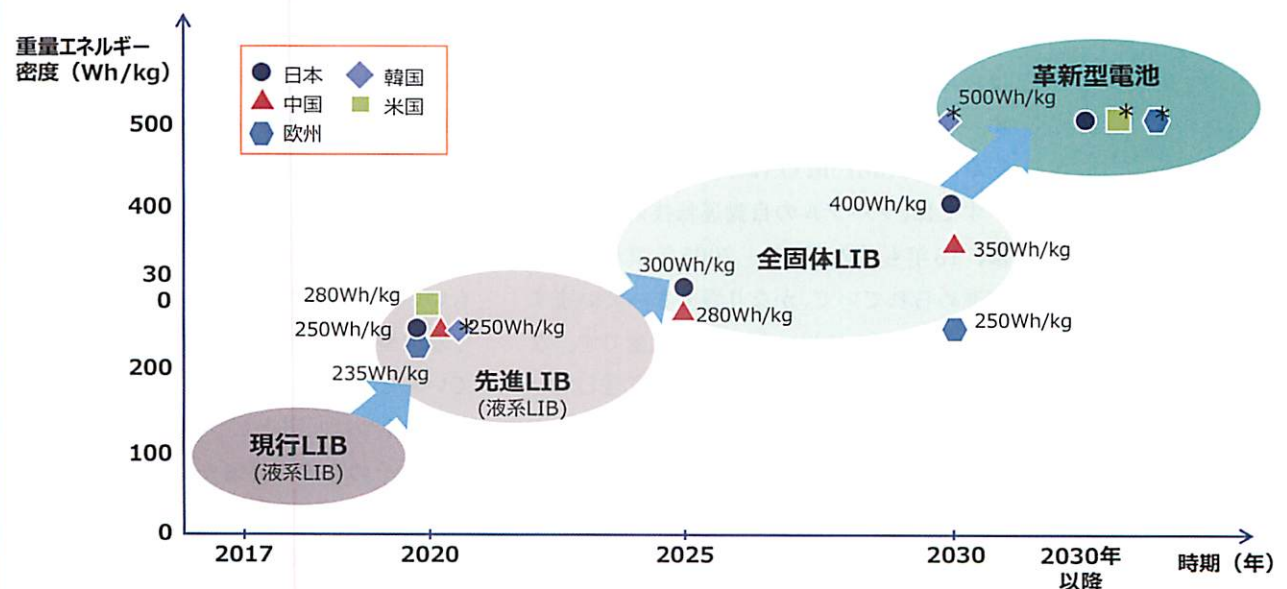 重量エネルギー
密度（Wh/kg）
日本
韓国
中国
米国
欧州
500
400
30
0
200
100
0
現行LIB
(液系LIB)
280Wh/kg
250Wh/kg
*250Wh/kg
235Wh/kg
先進LIB
(液系LIB)
300Wh/kg
280Wh/kg
全固体LIB
400Wh/kg
350Wh/kg
250Wh/kg
革新型電池
500Wh/kg
*
*
*
2017
2020
2025
2030
2030年
以降
時期（年）